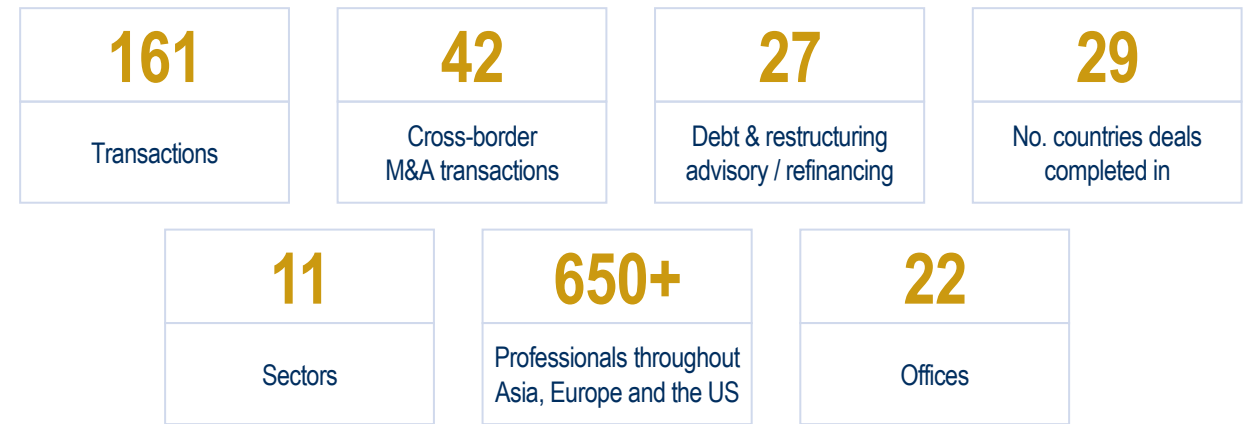 161
Transactions
42
Cross-border
M&A transactions
27
Debt & restructuring
advisory / refinancing
29
No. countries deals
completed in
11
Sectors
650+
Professionals throughout
Asia, Europe and the US
22
Offices